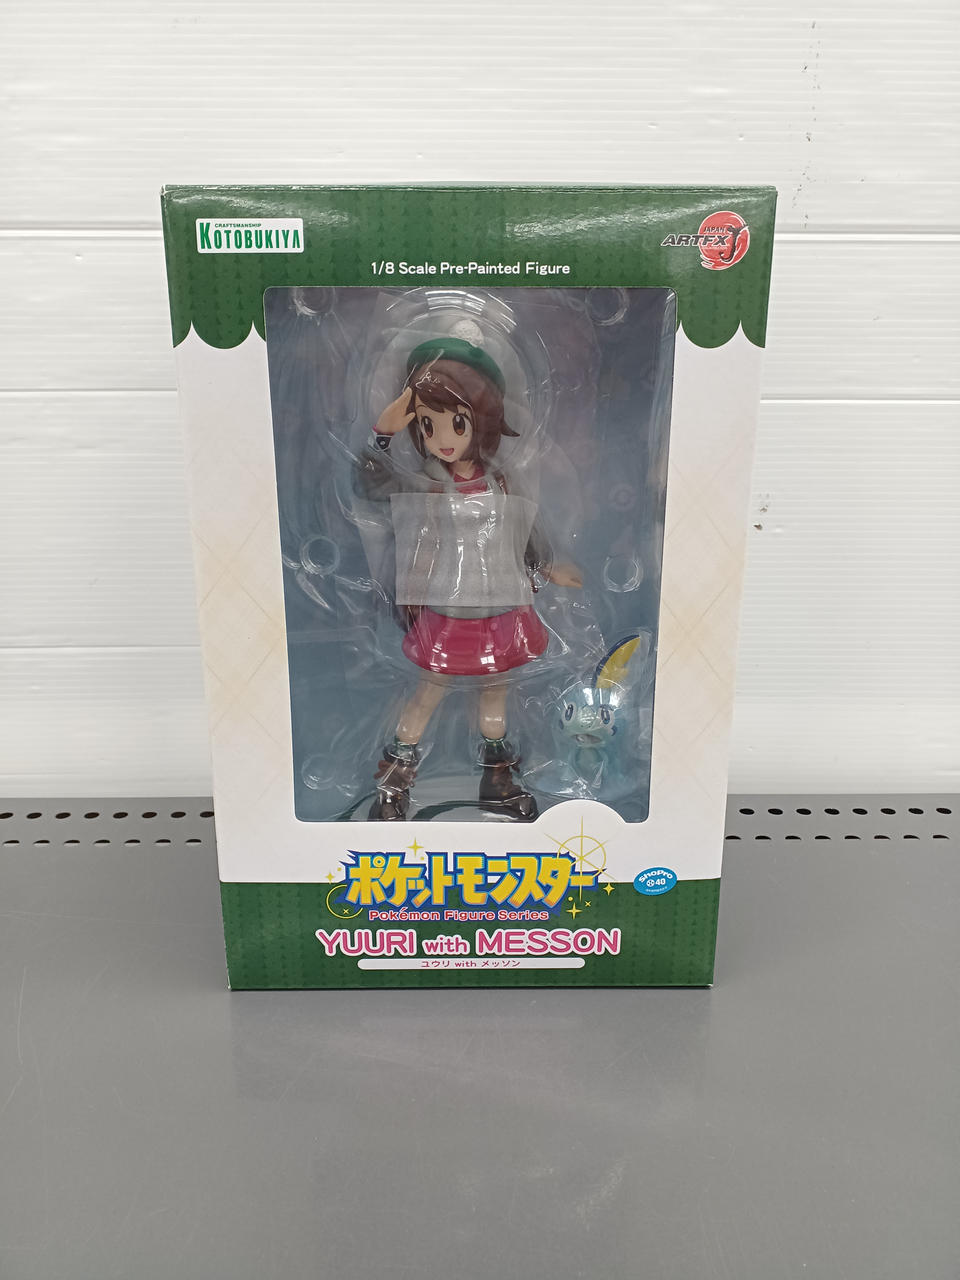 CRAFTSMANSHIP
KOTOBUKIYA
JAPAN
ARTFX J
1/8 Scale Pre-Painted Figure
ポケットモンスター
Pokémon Figure Series
ShoPro
40
YUURI with MESSON
ユウリ with メッソン